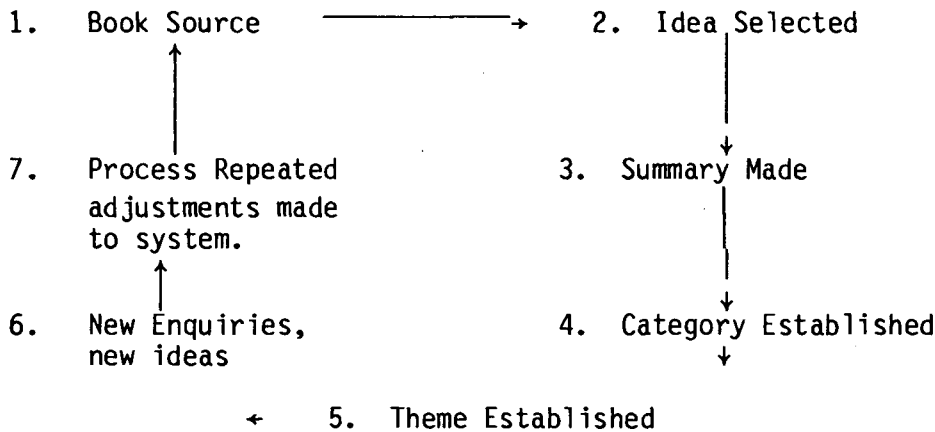 1. Book Source → 2. Idea Selected
7. Process Repeated 3. Summary Made
adjustments made
to system.
6. New Enquiries, 4. Category Established
new ideas
← 5. Theme Established